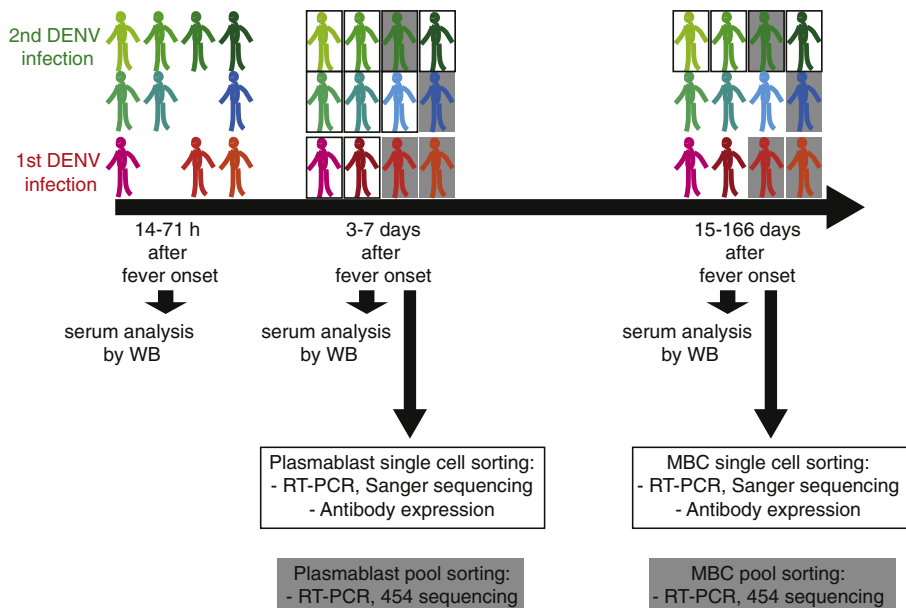 2nd DENV
infection
1st DENV
infection
14-71 h
after
fever onset
3-7 days
after
fever onset
15-166 days
after
fever onset
serum analysis
by WB
serum analysis
by WB
serum analysis
by WB
Plasmablast single cell sorting:
- RT-PCR, Sanger sequencing
- Antibody expression
MBC single cell sorting:
- RT-PCR, Sanger sequencing
- Antibody expression
Plasmablast pool sorting:
- RT-PCR, 454 sequencing
MBC pool sorting:
- RT-PCR, 454 sequencing